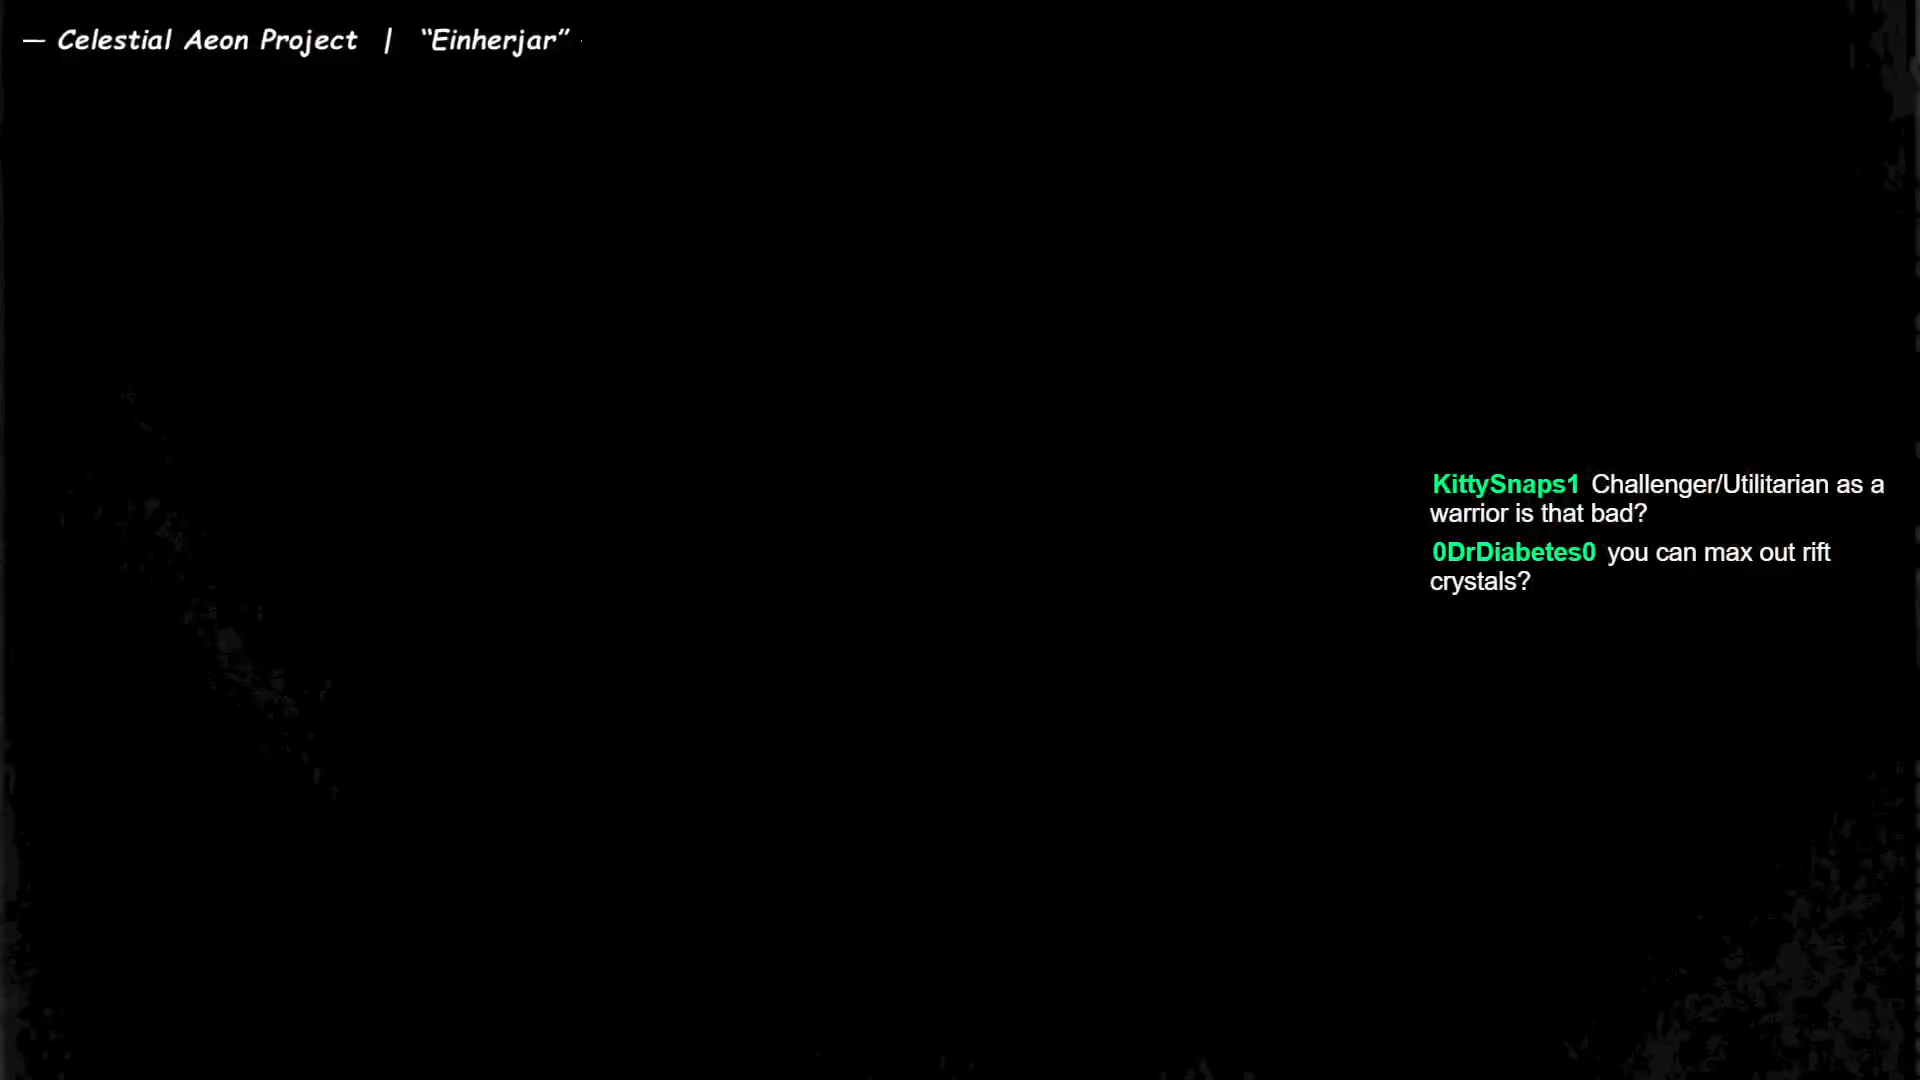 — Celestial Aeon Project | “Einherjar”
KittySnaps1 Challenger/Utilitarian as a
warrior is that bad?
0DrDiabetes0 you can max out rift
crystals?